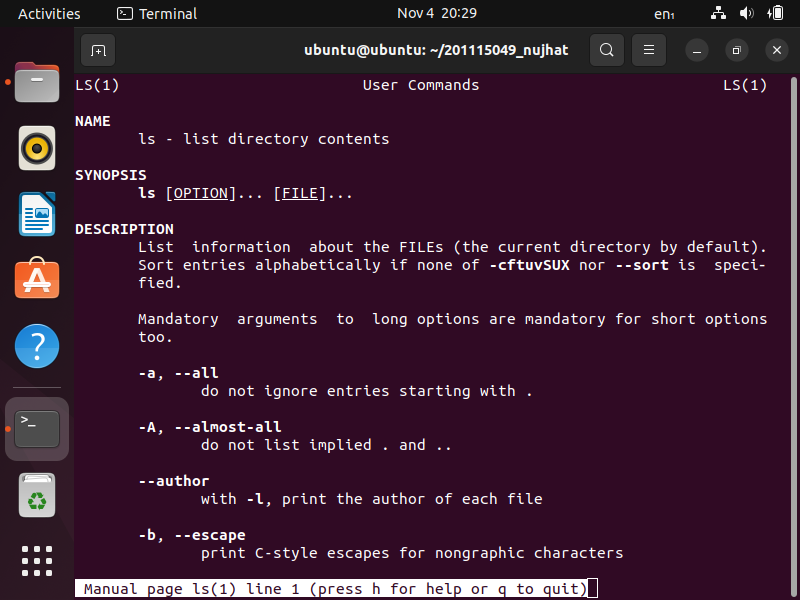 Activities Terminal Nov 4 20:29 en₁
ubuntu@ubuntu: ~/201115049_nujhat
LS(1) User Commands LS(1)
NAME
ls - list directory contents
SYNOPSIS
ls [OPTION]... [FILE]...
DESCRIPTION
List information about the FILEs (the current directory by default).
Sort entries alphabetically if none of -cftuvSUX nor --sort is speci-
fied.
Mandatory arguments to long options are mandatory for short options
too.
-a, --all
do not ignore entries starting with .
-A, --almost-all
do not list implied . and ..
--author
with -l, print the author of each file
-b, --escape
print C-style escapes for nongraphic characters
Manual page ls(1) line 1 (press h for help or q to quit)